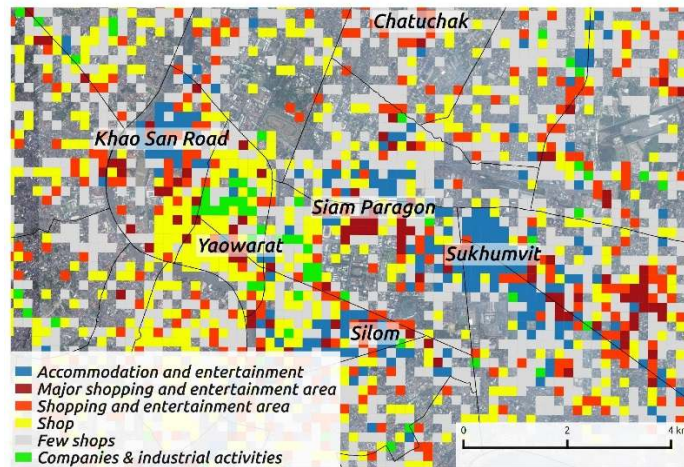 Chatuchak
Khao San Road
Siam Paragon
Yaowarat
Sukhumvit
Silom
Accommodation and entertainment
Major shopping and entertainment area
Shopping and entertainment area
Shop
Few shops
Companies & industrial activities
0 2 4 km